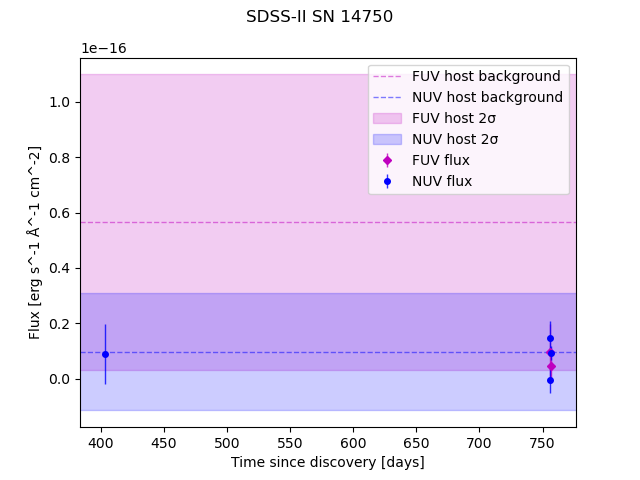 SDSS-II SN 14750
1e−16
FUV host background
NUV host background
FUV host 2σ
NUV host 2σ
FUV flux
NUV flux
1.0
0.8
0.6
0.4
0.2
0.0
Flux [erg s^-1 Å^-1 cm^-2]
400 450 500 550 600 650 700 750
Time since discovery [days]